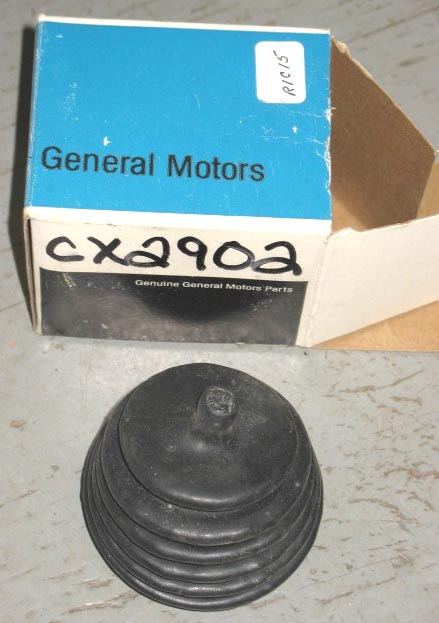 R1C15
General Motors
CX2902
Genuine General Motors Parts